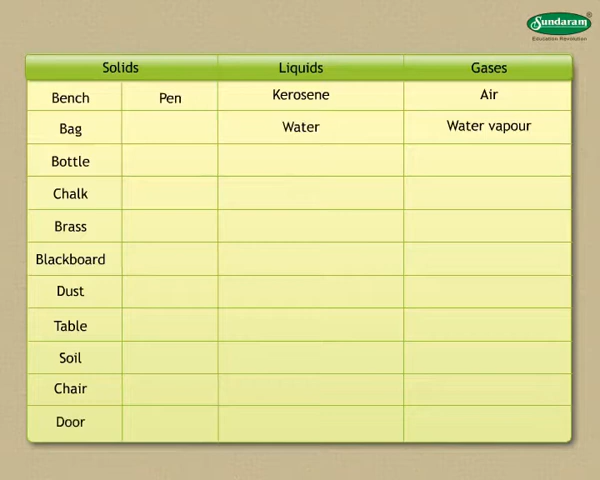 Sundaram®
Education Revolution
Solids Liquids Gases
Bench Pen Kerosene Air
Bag Water Water vapour
Bottle
Chalk
Brass
Blackboard
Dust
Table
Soil
Chair
Door